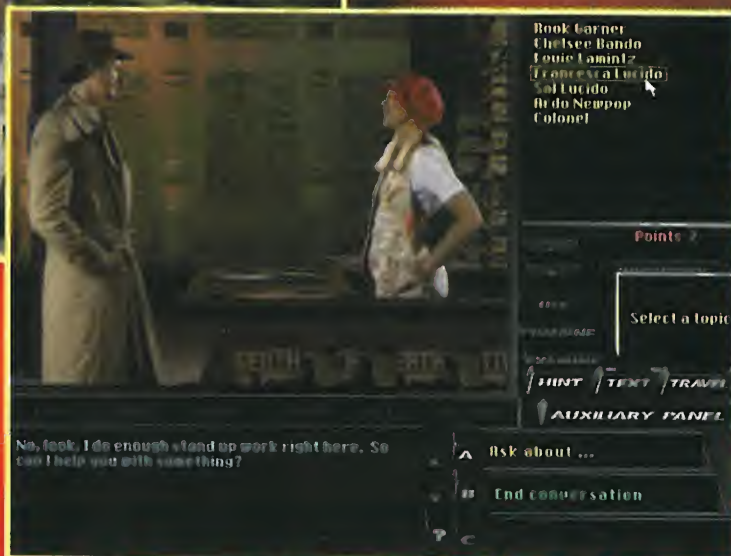 Rook Garner
Chelsee Bando
Louie Lamintz
Francesca Lucido
Sal Lucido
Ardo Newpop
Colonel
Points
Select a topic
HINT TEXT TRAVEL
AUXILIARY PANEL
No, look, I do enough stand up work right here. So
can I help you with something?
A Ask about ...
B End conversation
? C